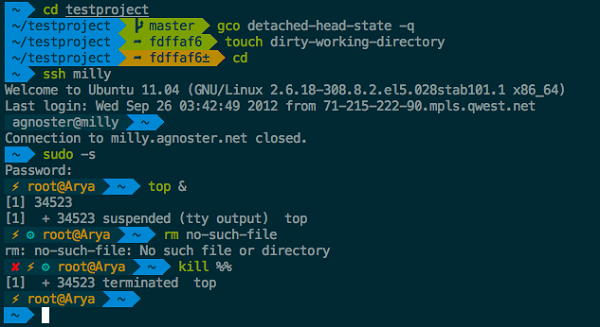 ~ cd testproject
~/testproject master gco detached-head-state -q
~/testproject ➦ fdffaf6 touch dirty-working-directory
~/testproject ➦ fdffaf6± cd
~ ssh milly
Welcome to Ubuntu 11.04 (GNU/Linux 2.6.18-308.8.2.el5.028stab101.1 x86_64)
Last login: Wed Sep 26 03:42:49 2012 from 71-215-222-90.mpls.qwest.net
agnoster@milly ~
Connection to milly.agnoster.net closed.
~ sudo -s
Password:
⚡ root@Arya ~ top &
[1] 34523
[1]  + 34523 suspended (tty output)  top
⚡ ⚙ root@Arya ~ rm no-such-file
rm: no-such-file: No such file or directory
✘ ⚡ ⚙ root@Arya ~ kill %%
[1]  + 34523 terminated  top
⚡ root@Arya ~
~